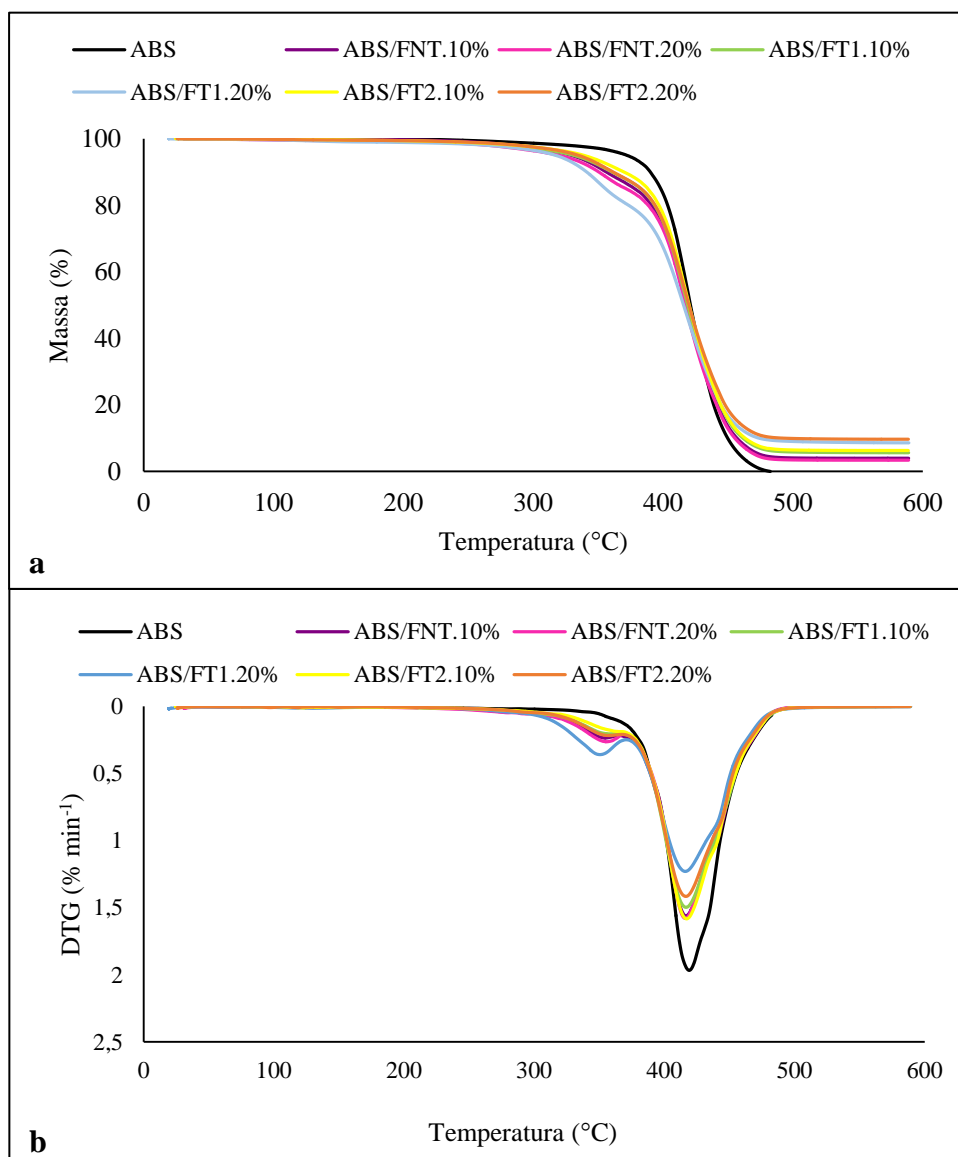 ABS ABS/FNT.10% ABS/FNT.20% ABS/FT1.10%
ABS/FT1.20% ABS/FT2.10% ABS/FT2.20%
100
80
60
40
20
0
Massa (%)
0 100 200 300 400 500 600
Temperatura (°C)
a
ABS ABS/FNT.10% ABS/FNT.20% ABS/FT1.10%
ABS/FT1.20% ABS/FT2.10% ABS/FT2.20%
0
0,5
1
1,5
2
2,5
DTG (% min⁻¹)
0 100 200 300 400 500 600
Temperatura (°C)
b